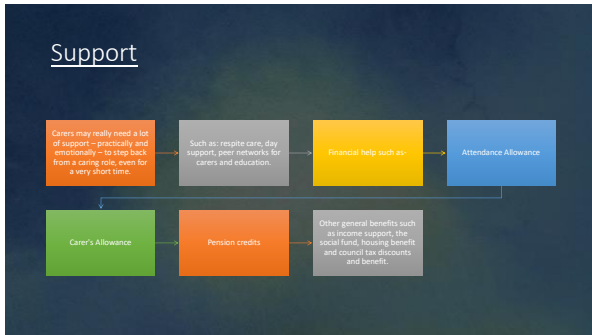 Support
Carers may really need a lot
of support – practically and
emotionally – to step back
from a caring role, even for
a very short time.
Such as: respite care, day
support, peer networks for
carers and education.
Financial help such as-
Attendance Allowance
Carer's Allowance
Pension credits
Other general benefits such
as income support, the
social fund, housing benefit
and council tax discounts
and benefit.